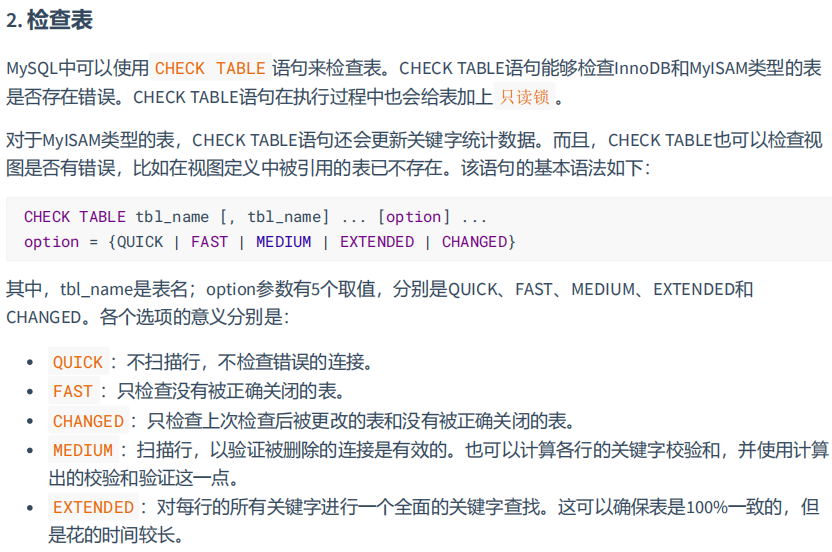 2. 检查表
MySQL中可以使用 CHECK TABLE 语句来检查表。CHECK TABLE语句能够检查InnoDB和MyISAM类型的表
是否存在错误。CHECK TABLE语句在执行过程中也会给表加上 只读锁 。
对于MyISAM类型的表，CHECK TABLE语句还会更新关键字统计数据。而且，CHECK TABLE也可以检查视
图是否有错误，比如在视图定义中被引用的表已不存在。该语句的基本语法如下：
CHECK TABLE tbl_name [, tbl_name] ... [option] ...
option = {QUICK | FAST | MEDIUM | EXTENDED | CHANGED}
其中，tbl_name是表名；option参数有5个取值，分别是QUICK、FAST、MEDIUM、EXTENDED和
CHANGED。各个选项的意义分别是：
• QUICK ：不扫描行，不检查错误的连接。
• FAST ：只检查没有被正确关闭的表。
• CHANGED ：只检查上次检查后被更改的表和没有被正确关闭的表。
• MEDIUM ：扫描行，以验证被删除的连接是有效的。也可以计算各行的关键字校验和，并使用计算
出的校验和验证这一点。
• EXTENDED ：对每行的所有关键字进行一个全面的关键字查找。这可以确保表是100%一致的，但
是花的时间较长。